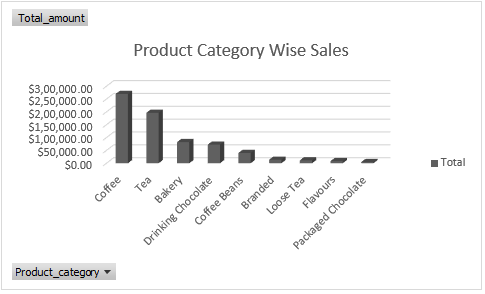 Total_amount
Product Category Wise Sales
$3,00,000.00
$2,50,000.00
$2,00,000.00
$1,50,000.00
$1,00,000.00
$50,000.00
$0.00
Coffee
Tea
Bakery
Drinking Chocolate
Coffee Beans
Branded
Loose Tea
Flavours
Packaged Chocolate
Total
Product_category